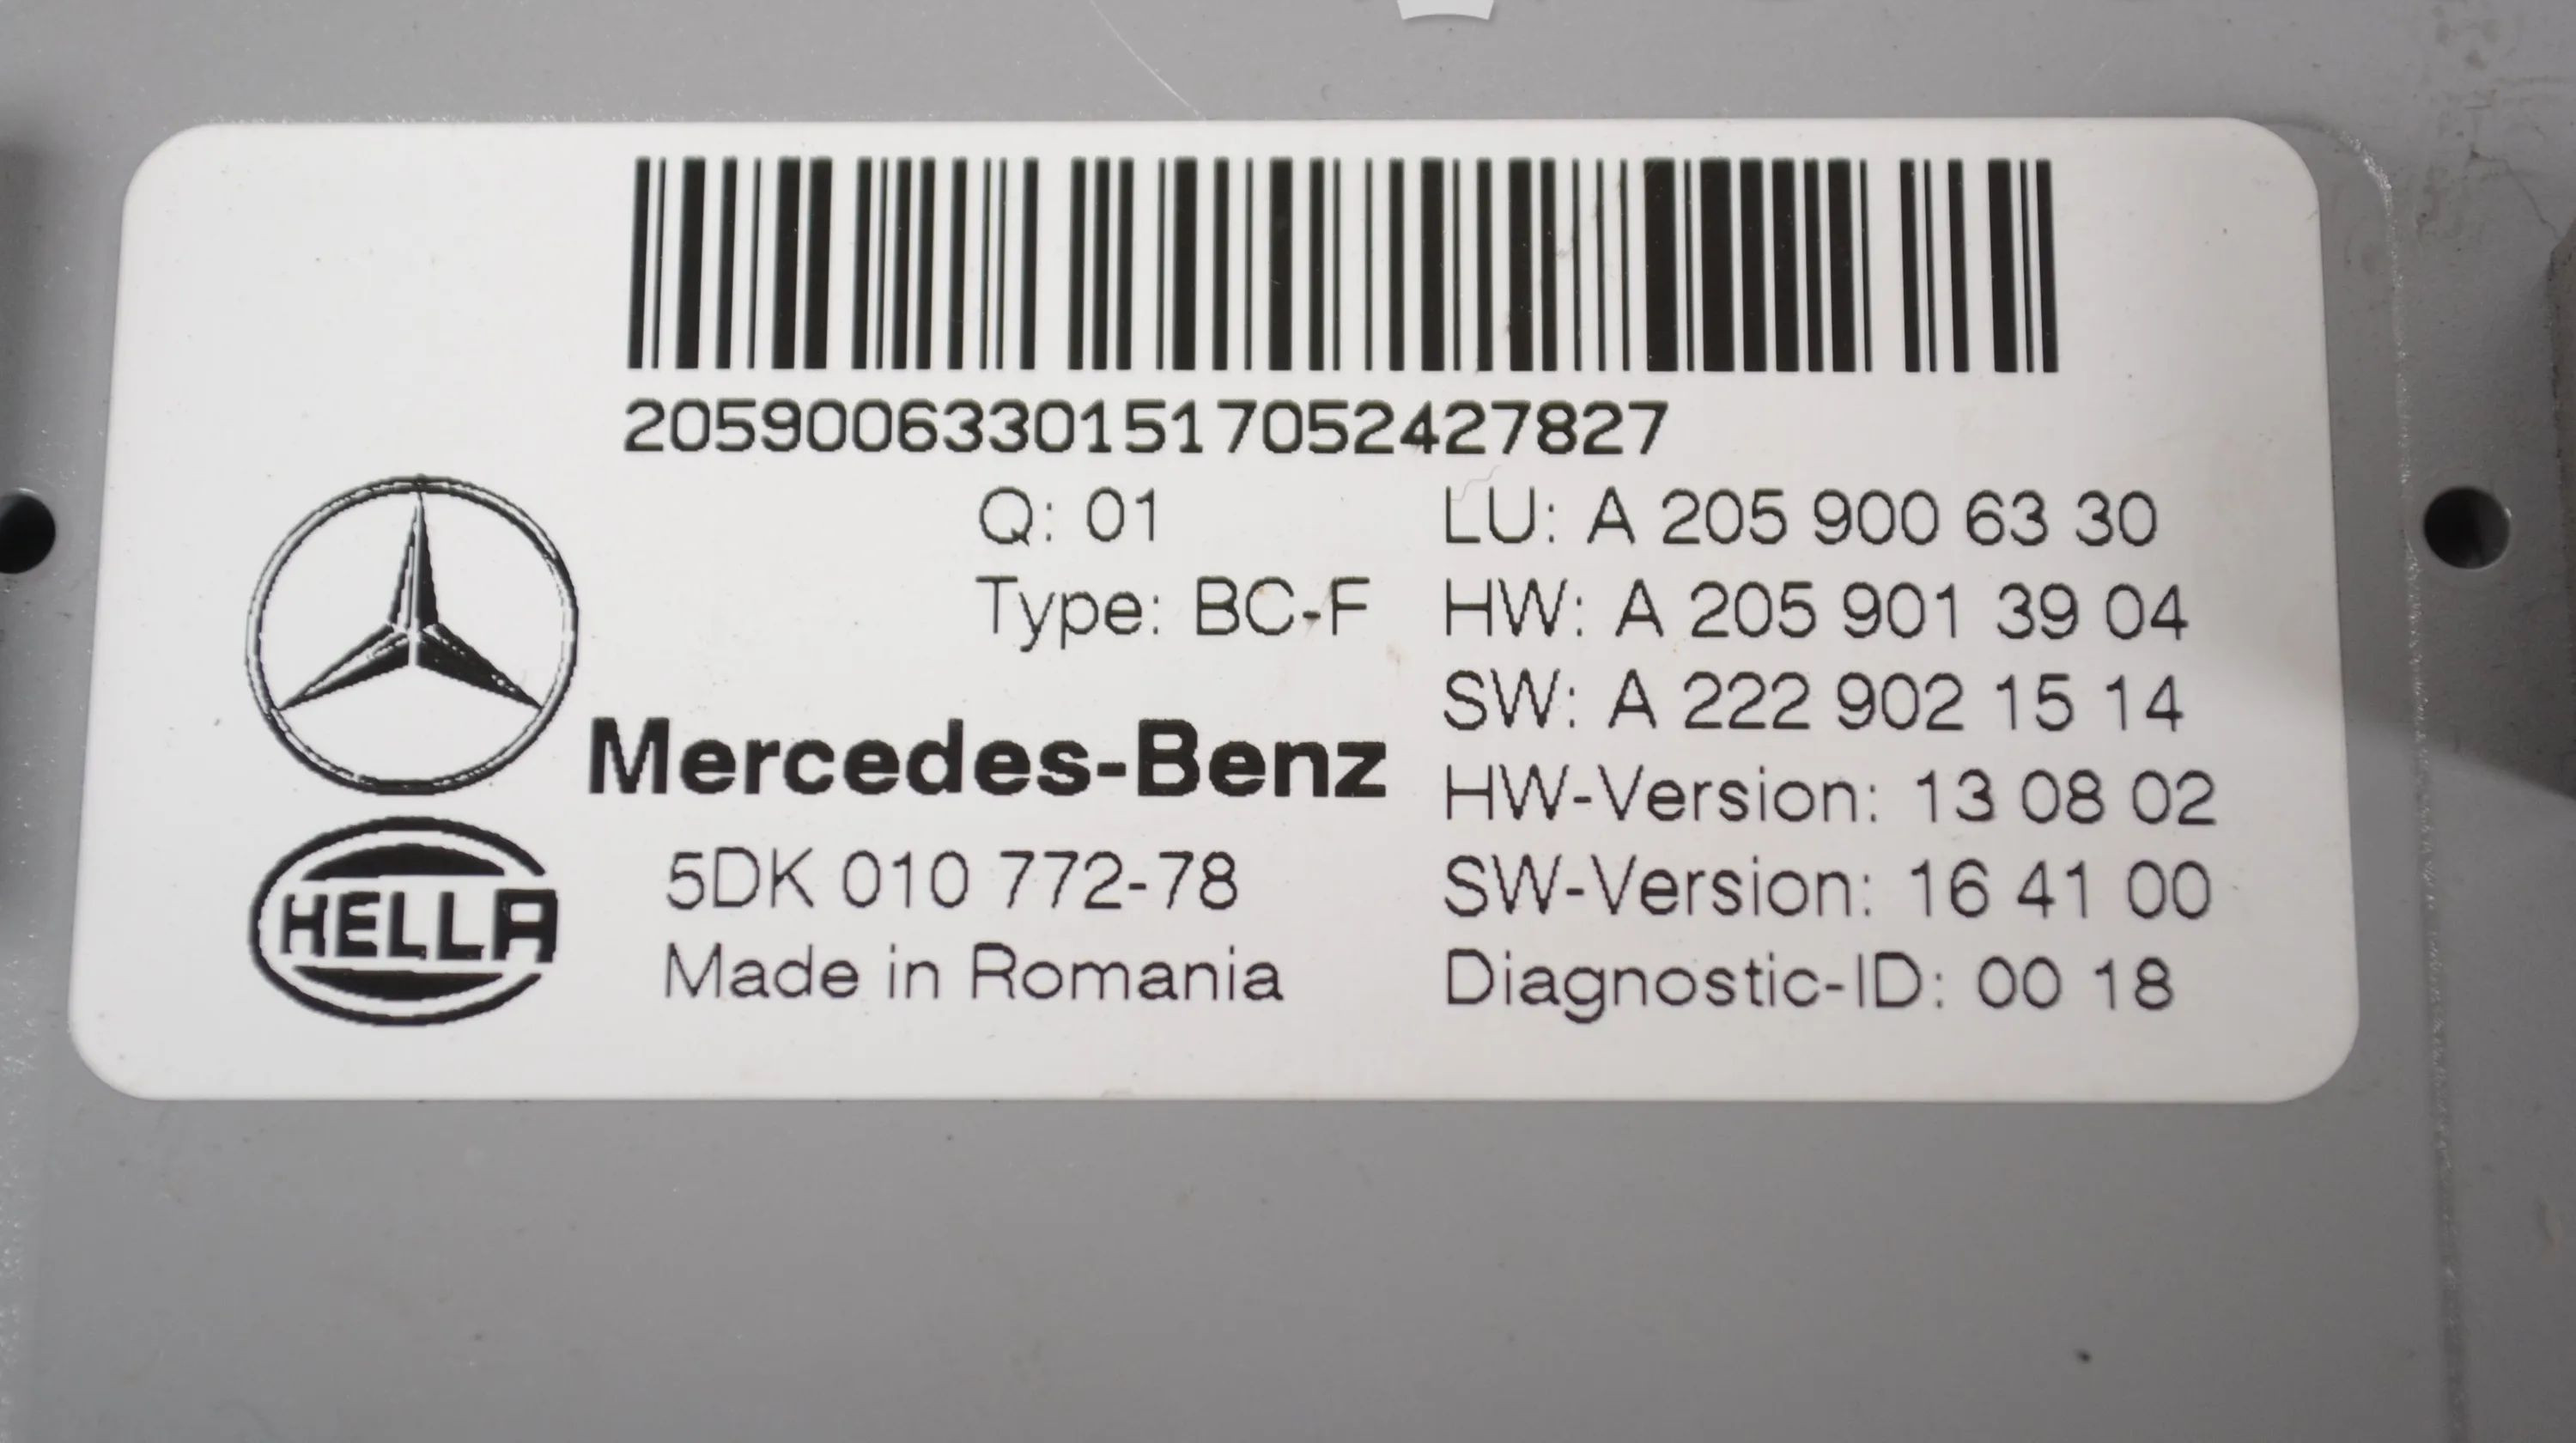 205900633015170524​27827
Q: 01
LU: A 205 900 63 30
Type: BC-F
HW: A 205 901 39 04
SW: A 222 902 15 14
Mercedes-Benz
HW-Version: 13 08 02
HELLA
5DK 010 772-78
SW-Version: 16 41 00
Made in Romania
Diagnostic-ID: 00 18